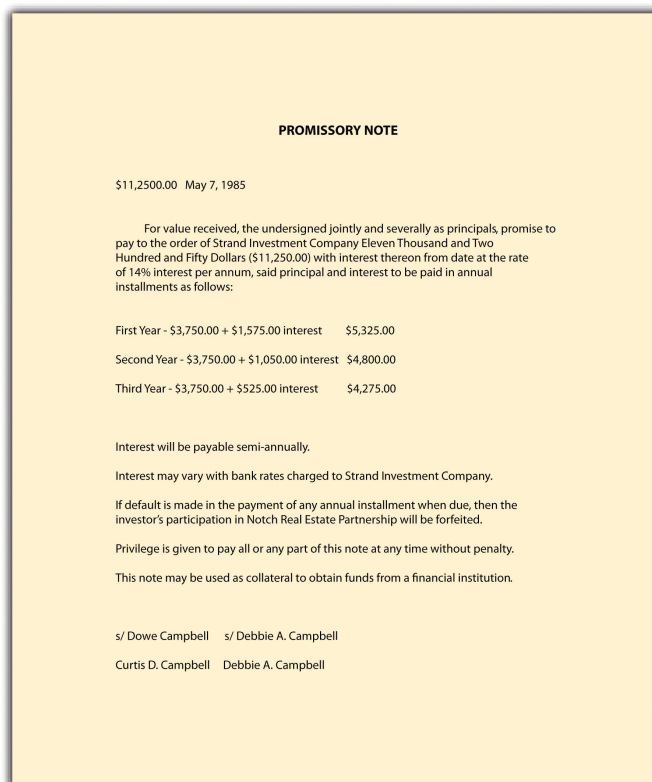 PROMISSORY NOTE
$11,2500.00 May 7, 1985
For value received, the undersigned jointly and severally as principals, promise to
pay to the order of Strand Investment Company Eleven Thousand and Two
Hundred and Fifty Dollars ($11,250.00) with interest thereon from date at the rate
of 14% interest per annum, said principal and interest to be paid in annual
installments as follows:
First Year - $3,750.00 + $1,575.00 interest $5,325.00
Second Year - $3,750.00 + $1,050.00 interest $4,800.00
Third Year - $3,750.00 + $525.00 interest $4,275.00
Interest will be payable semi-annually.
Interest may vary with bank rates charged to Strand Investment Company.
If default is made in the payment of any annual installment when due, then the
investor's participation in Notch Real Estate Partnership will be forfeited.
Privilege is given to pay all or any part of this note at any time without penalty.
This note may be used as collateral to obtain funds from a financial institution.
s/ Dowe Campbell s/ Debbie A. Campbell
Curtis D. Campbell Debbie A. Campbell